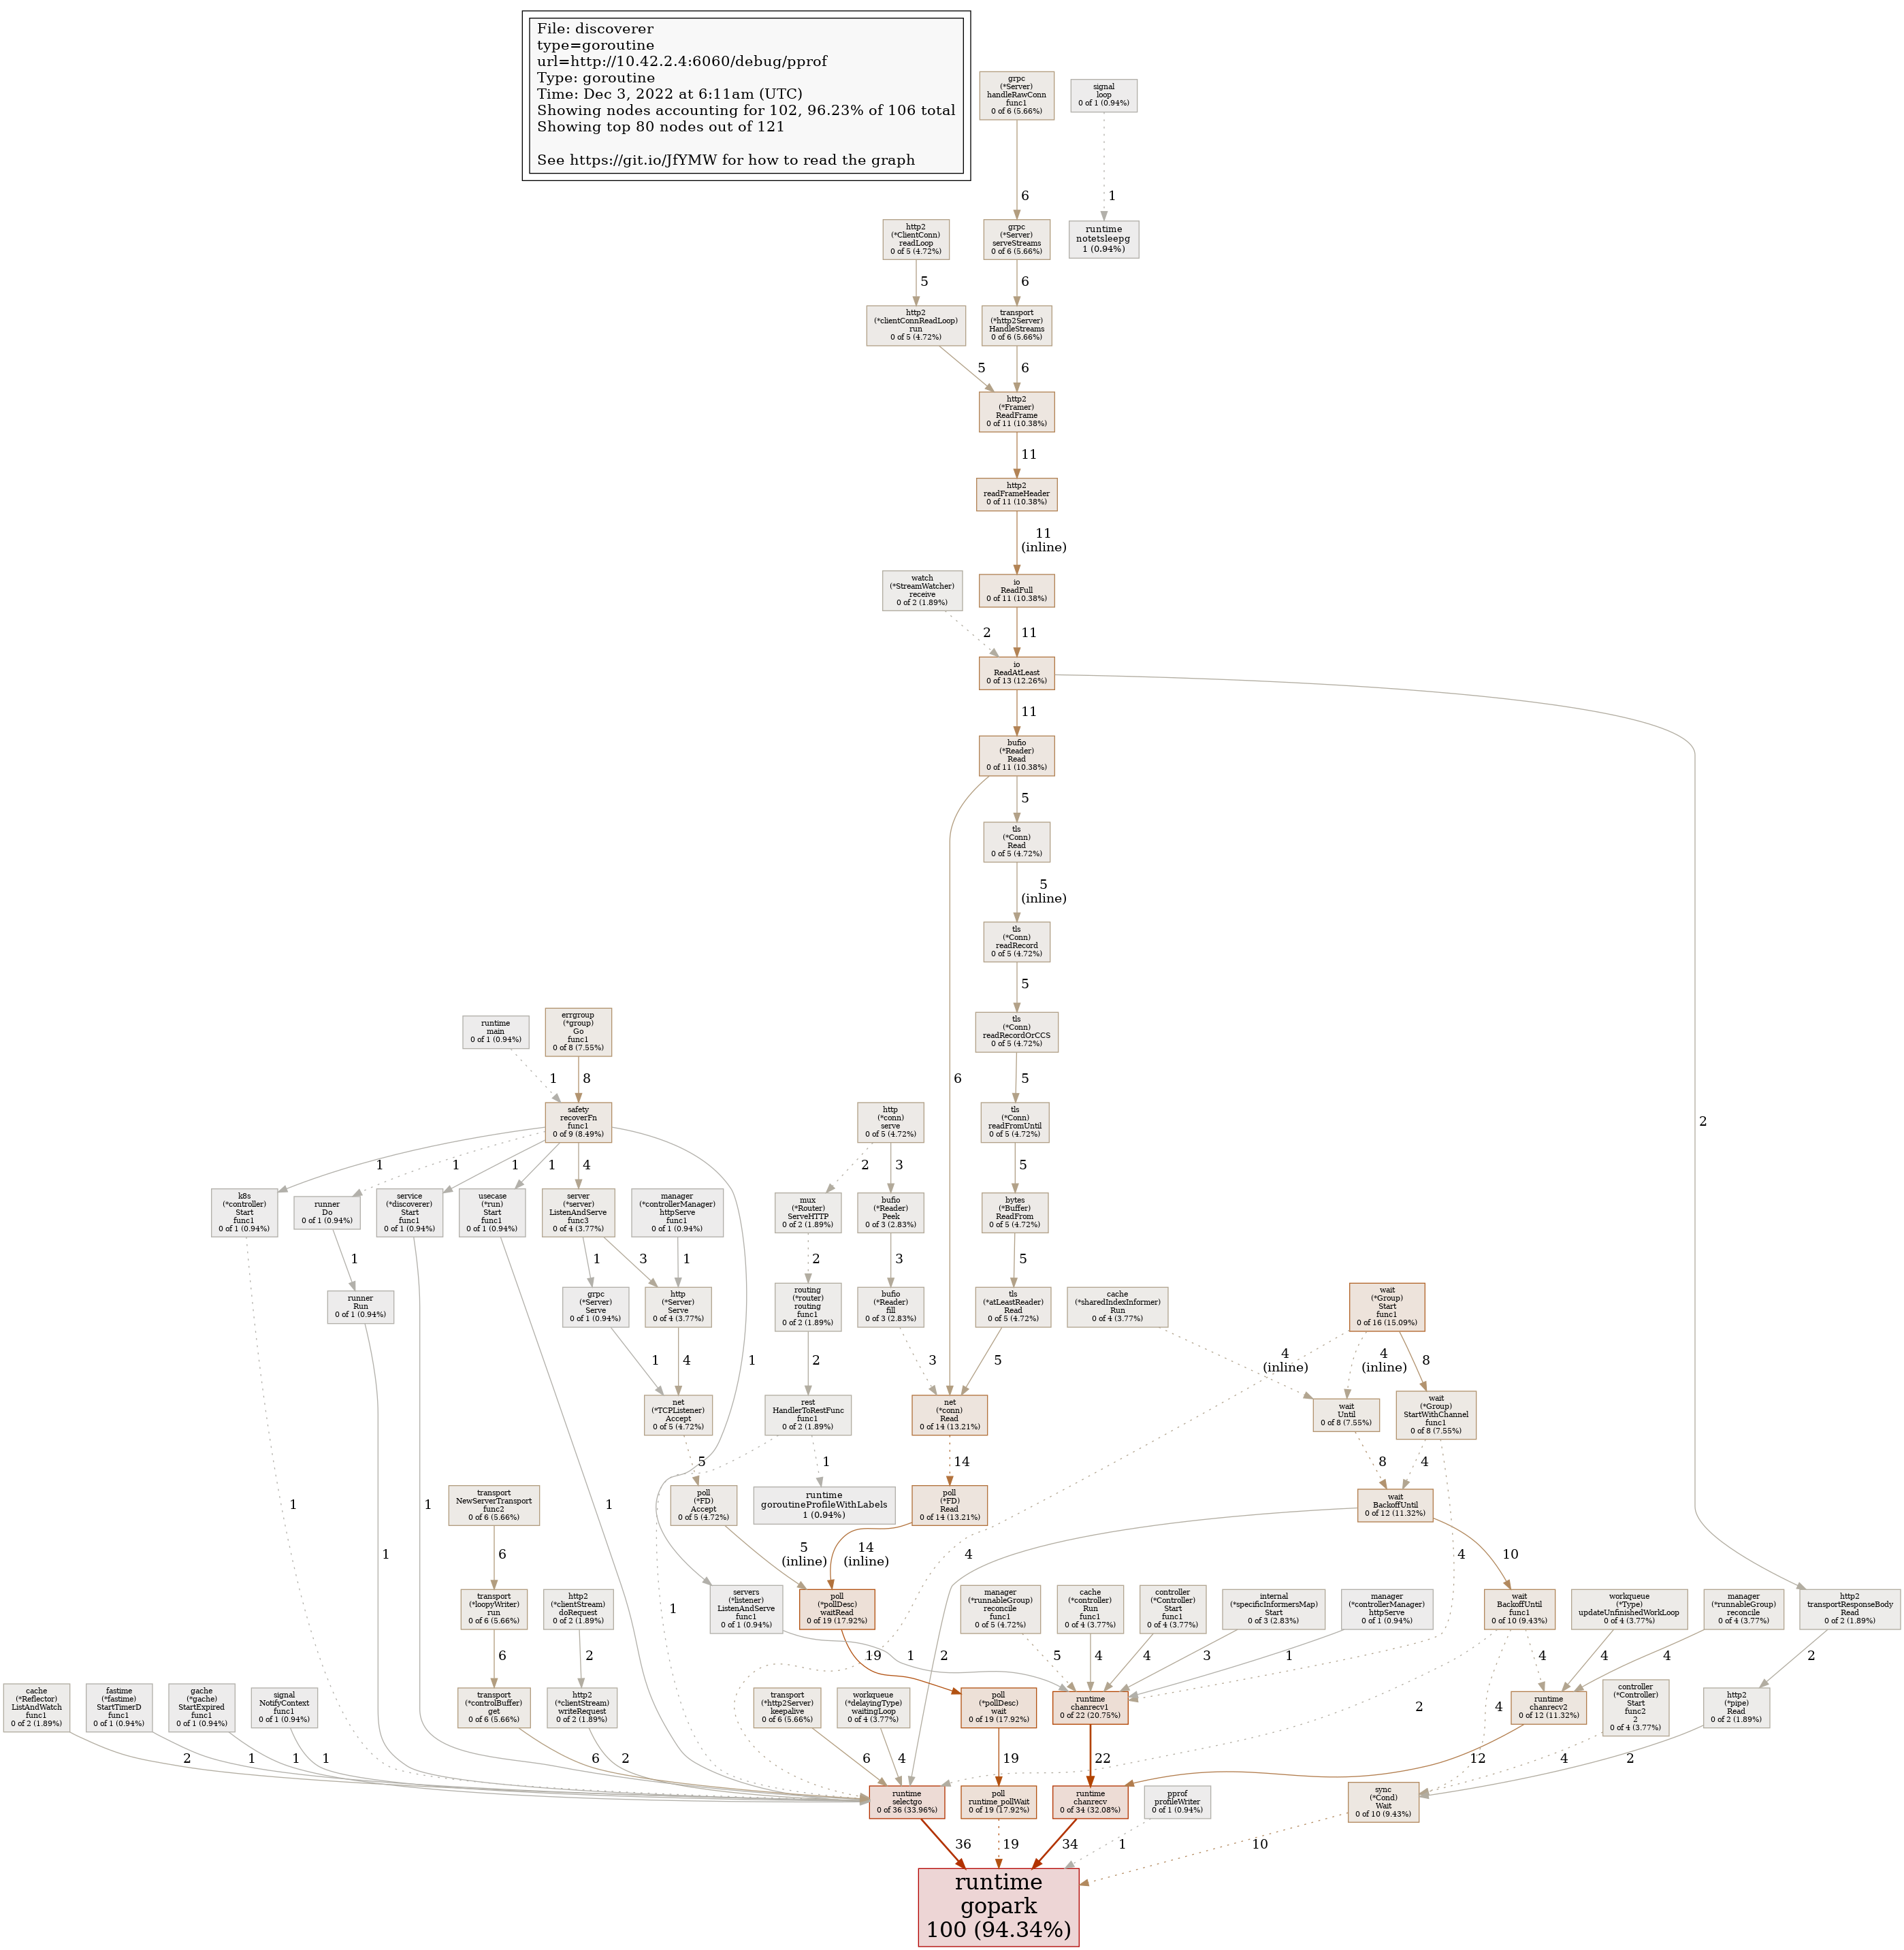 File: discoverer
type=goroutine
url=http://10.42.2.4:6060/debug/pprof
Type: goroutine
Time: Dec 3, 2022 at 6:11am (UTC)
Showing nodes accounting for 102, 96.23% of 106 total
Showing top 80 nodes out of 121
See https://git.io/JfYMW for how to read the graph
grpc
(*Server)
handleRawConn
func1
0 of 6 (5.66%)
signal
loop
0 of 1 (0.94%)
6
1
http2
(*ClientConn)
readLoop
0 of 5 (4.72%)
grpc
(*Server)
serveStreams
0 of 6 (5.66%)
runtime
notetsleepg
1 (0.94%)
5
6
http2
(*clientConnReadLoop)
run
0 of 5 (4.72%)
transport
(*http2Server)
HandleStreams
0 of 6 (5.66%)
5
6
http2
(*Framer)
ReadFrame
0 of 11 (10.38%)
11
http2
readFrameHeader
0 of 11 (10.38%)
11
(inline)
watch
(*StreamWatcher)
receive
0 of 2 (1.89%)
io
ReadFull
0 of 11 (10.38%)
2
11
io
ReadAtLeast
0 of 13 (12.26%)
11
2
bufio
(*Reader)
Read
0 of 11 (10.38%)
5
6
tls
(*Conn)
Read
0 of 5 (4.72%)
5
(inline)
tls
(*Conn)
readRecord
0 of 5 (4.72%)
5
runtime
main
0 of 1 (0.94%)
errgroup
(*group)
Go
func1
0 of 8 (7.55%)
tls
(*Conn)
readRecordOrCCS
0 of 5 (4.72%)
1
8
5
safety
recoverFn
func1
0 of 9 (8.49%)
http
(*conn)
serve
0 of 5 (4.72%)
tls
(*Conn)
readFromUntil
0 of 5 (4.72%)
1
1
1
1
4
1
2
3
5
k8s
(*controller)
Start
func1
0 of 1 (0.94%)
runner
Do
0 of 1 (0.94%)
service
(*discoverer)
Start
func1
0 of 1 (0.94%)
usecase
(*run)
Start
func1
0 of 1 (0.94%)
server
(*server)
ListenAndServe
func3
0 of 4 (3.77%)
manager
(*controllerManager)
httpServe
func1
0 of 1 (0.94%)
mux
(*Router)
ServeHTTP
0 of 2 (1.89%)
bufio
(*Reader)
Peek
0 of 3 (2.83%)
bytes
(*Buffer)
ReadFrom
0 of 5 (4.72%)
1
1
3
1
2
3
5
runner
Run
0 of 1 (0.94%)
grpc
(*Server)
Serve
0 of 1 (0.94%)
http
(*Server)
Serve
0 of 4 (3.77%)
routing
(*router)
routing
func1
0 of 2 (1.89%)
bufio
(*Reader)
fill
0 of 3 (2.83%)
tls
(*atLeastReader)
Read
0 of 5 (4.72%)
cache
(*sharedIndexInformer)
Run
0 of 4 (3.77%)
wait
(*Group)
Start
func1
0 of 16 (15.09%)
1
4
2
3
5
4
(inline)
4
(inline)
8
net
(*TCPListener)
Accept
0 of 5 (4.72%)
rest
HandlerToRestFunc
func1
0 of 2 (1.89%)
net
(*conn)
Read
0 of 14 (13.21%)
wait
Until
0 of 8 (7.55%)
wait
(*Group)
StartWithChannel
func1
0 of 8 (7.55%)
5
1
14
8
4
transport
NewServerTransport
func2
0 of 6 (5.66%)
poll
(*FD)
Accept
0 of 5 (4.72%)
runtime
goroutineProfileWithLabels
1 (0.94%)
poll
(*FD)
Read
0 of 14 (13.21%)
wait
BackoffUntil
0 of 12 (11.32%)
1
1
1
1
6
5
(inline)
14
(inline)
4
4
10
transport
(*loopyWriter)
run
0 of 6 (5.66%)
http2
(*clientStream)
doRequest
0 of 2 (1.89%)
servers
(*listener)
ListenAndServe
func1
0 of 1 (0.94%)
poll
(*pollDesc)
waitRead
0 of 19 (17.92%)
manager
(*runnableGroup)
reconcile
func1
0 of 5 (4.72%)
cache
(*controller)
Run
func1
0 of 4 (3.77%)
controller
(*Controller)
Start
func1
0 of 4 (3.77%)
internal
(*specificInformersMap)
Start
0 of 3 (2.83%)
manager
(*controllerManager)
httpServe
0 of 1 (0.94%)
wait
BackoffUntil
func1
0 of 10 (9.43%)
workqueue
(*Type)
updateUnfinishedWorkLoop
0 of 4 (3.77%)
manager
(*runnableGroup)
reconcile
0 of 4 (3.77%)
http2
transportResponseBody
Read
0 of 2 (1.89%)
1
6
2
19
1
2
5
4
4
3
1
2
4
4
4
4
2
cache
(*Reflector)
ListAndWatch
func1
0 of 2 (1.89%)
fastime
(*fastime)
StartTimerD
func1
0 of 1 (0.94%)
gache
(*gache)
StartExpired
func1
0 of 1 (0.94%)
signal
NotifyContext
func1
0 of 1 (0.94%)
transport
(*controlBuffer)
get
0 of 6 (5.66%)
http2
(*clientStream)
writeRequest
0 of 2 (1.89%)
transport
(*http2Server)
keepalive
0 of 6 (5.66%)
workqueue
(*delayingType)
waitingLoop
0 of 4 (3.77%)
poll
(*pollDesc)
wait
0 of 19 (17.92%)
runtime
chanrecv1
0 of 22 (20.75%)
runtime
chanrecv2
0 of 12 (11.32%)
controller
(*Controller)
Start
func2
2
0 of 4 (3.77%)
http2
(*pipe)
Read
0 of 2 (1.89%)
2
1
1
1
6
2
6
4
19
22
12
4
2
runtime
selectgo
0 of 36 (33.96%)
poll
runtime_pollWait
0 of 19 (17.92%)
runtime
chanrecv
0 of 34 (32.08%)
pprof
profileWriter
0 of 1 (0.94%)
sync
(*Cond)
Wait
0 of 10 (9.43%)
36
19
34
1
10
runtime
gopark
100 (94.34%)